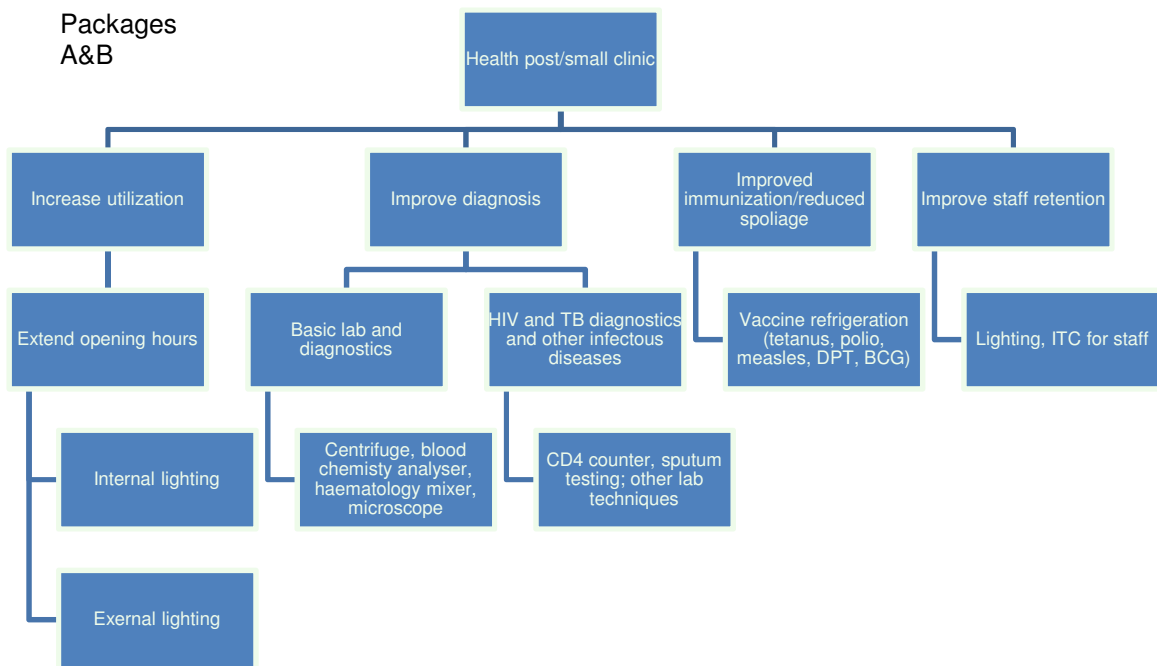 Packages
A&B
Health post/small clinic
Increase utilization
Improve diagnosis
Improved
immunization/reduced
spoliage
Improve staff retention
Extend opening hours
Basic lab and
diagnostics
HIV and TB diagnostics
and other infectous
diseases
Vaccine refrigeration
(tetanus, polio,
measles, DPT, BCG)
Lighting, ITC for staff
Internal lighting
Centrifuge, blood
chemisty analyser,
haematology mixer,
microscope
CD4 counter, sputum
testing; other lab
techniques
Exernal lighting